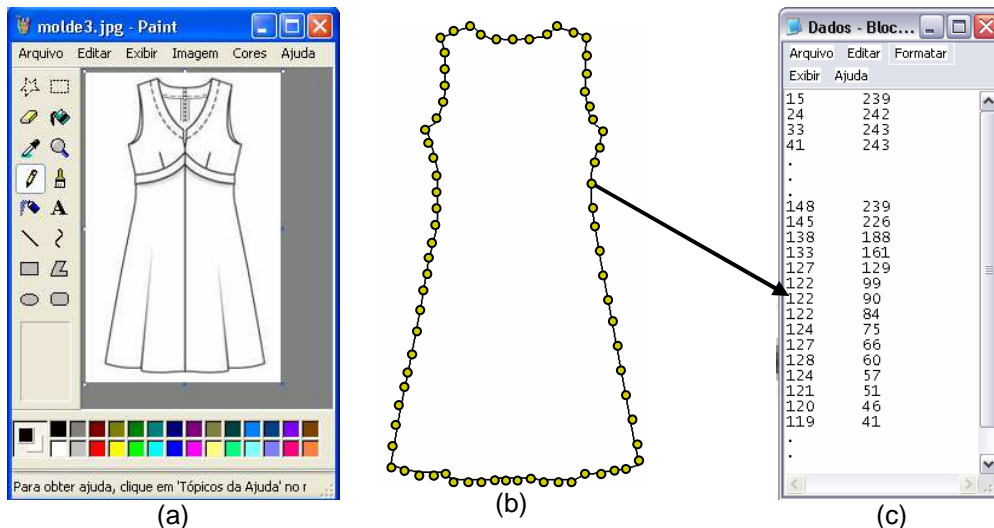 molde3.jpg - Paint
Arquivo Editar Exibir Imagem Cores Ajuda
A
Para obter ajuda, clique em 'Tópicos da Ajuda' no r
(a)
(b)
Dados - Bloc...
Arquivo Editar Formatar
Exibir Ajuda
15 239
24 242
33 243
41 243
.
.
.
148 239
145 226
138 188
133 161
127 129
122 99
122 90
122 84
124 75
127 66
128 60
124 57
121 51
120 46
119 41
.
.
(c)